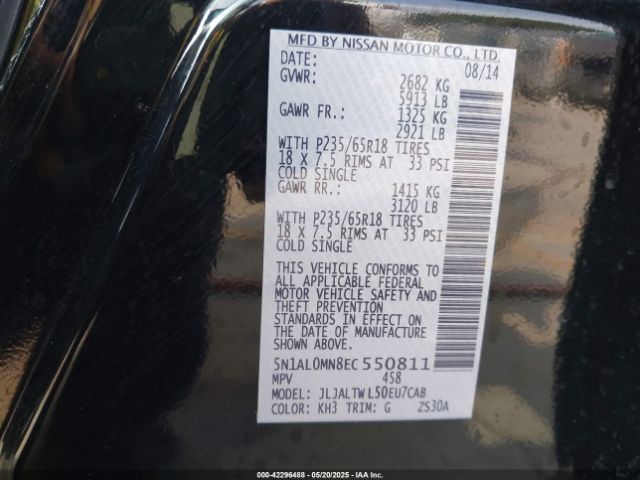 MFD BY NISSAN MOTOR CO., LTD.
DATE: 08/14
GVWR: 2682 KG
5913 LB
GAWR FR.: 1325 KG
2921 LB
WITH P235/65R18 TIRES
18 X 7.5 RIMS AT 33 PSI
COLD SINGLE
GAWR RR.: 1415 KG
3120 LB
WITH P235/65R18 TIRES
18 X 7.5 RIMS AT 33 PSI
COLD SINGLE
THIS VEHICLE CONFORMS TO
ALL APPLICABLE FEDERAL
MOTOR VEHICLE SAFETY AND
THEFT PREVENTION
STANDARDS IN EFFECT ON
THE DATE OF MANUFACTURE
SHOWN ABOVE.
5N1AL0MN8EC550811
MPV 458
MODEL: JLJALTWL50EU7CAB
COLOR: KH3 TRIM: G ZS30A
000-42296488 — 05/20/2025 — IAA Inc.